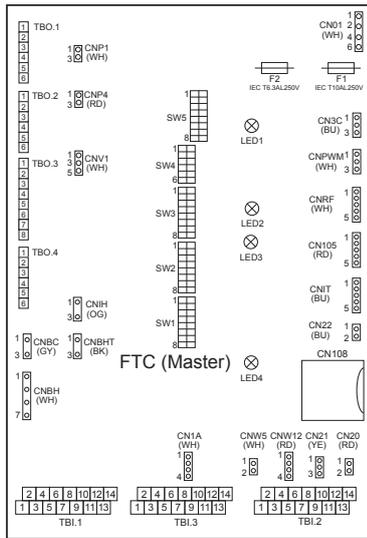 TBO.1
1
2
3
4
5
6
CNP1
(WH)
1
3
CN01
(WH)
1
2
4
6
F2
IEC T6.3AL250V
F1
IEC T10AL250V
TBO.2
1
2
3
4
5
6
CNP4
(RD)
1
3
SW5
1
8
LED1
CN3C
(BU)
1
3
TBO.3
1
2
3
4
5
6
7
8
CNV1
(WH)
1
3
5
SW4
1
6
CNPWM
(WH)
1
3
SW3
1
8
LED2
CNRF
(WH)
1
5
TBO.4
1
2
3
4
5
6
SW2
1
8
LED3
CN105
(RD)
1
5
CNIH
(OG)
1
3
SW1
1
8
CNIT
(BU)
1
5
CNBC
(GY)
1
3
CNBHT
(BK)
1
3
CN22
(BU)
1
2
FTC (Master)
LED4
CN108
CNBH
(WH)
1
7
CN1A
(WH)
1
4
CNW5
(WH)
1
2
CNW12
(RD)
1
4
CN21
(YE)
1
3
CN20
(RD)
1
2
2 4 6 8 10 12 14
1 3 5 7 9 11 13
TBI.1
2 4 6 8 10 12 14
1 3 5 7 9 11 13
TBI.3
2 4 6 8 10 12 14
1 3 5 7 9 11 13
TBI.2